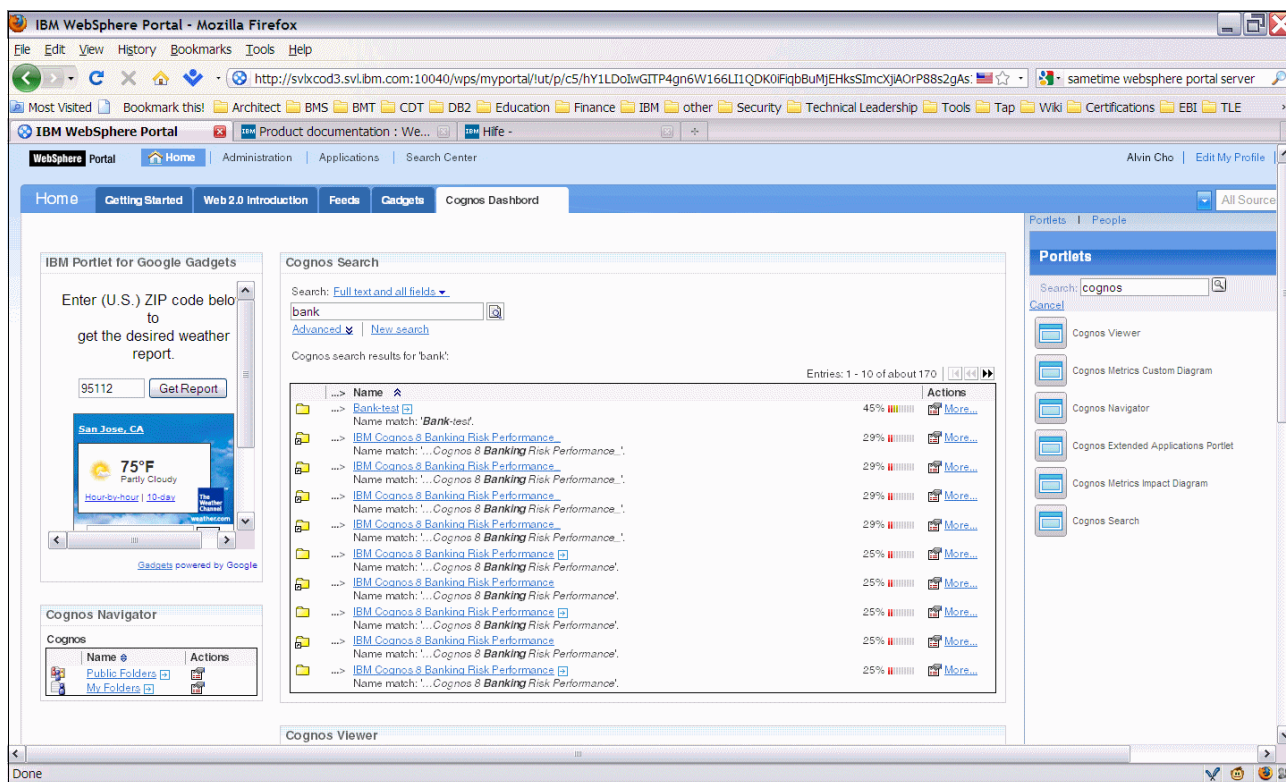 IBM WebSphere Portal - Mozilla Firefox
File Edit View History Bookmarks Tools Help
http://svlxcod3.svl.ibm.com:10040/wps/myportal/!ut/p/c5/ sametime websphere portal server
Most Visited Bookmark this! Architect BMS BMT CDT DB2 Education Finance IBM other Security Technical Leadership Tools Tap Wiki Certifications EBI TLE
IBM WebSphere Portal Product documentation : We... Hilfe -
WebSphere Portal Home Administration | Applications | Search Center Alvin Cho | Edit My Profile |
Home Getting Started Web 2.0 Introduction Feeds Gadgets Cognos Dashbord All Source
Portlets | People
IBM Portlet for Google Gadgets
Enter (U.S.) ZIP code belo
to
get the desired weather
report.
95112 Get Report
San Jose, CA
75°F
Partly Cloudy
Hour-by-hour | 10-day
The Weather Channel
weather.com
Gadgets powered by Google
Cognos Navigator
Cognos
Name Actions
Public Folders
My Folders
Cognos Search
Search: Full text and all fields
bank
Advanced | New search
Cognos search results for 'bank':
Entries: 1 - 10 of about 170
...> Name Actions
...> Bank-test 45% More...
Name match: 'Bank-test'.
...> IBM Cognos 8 Banking Risk Performance_ 29% More...
Name match: '...Cognos 8 Banking Risk Performance_'.
...> IBM Cognos 8 Banking Risk Performance_ 29% More...
Name match: '...Cognos 8 Banking Risk Performance_'.
...> IBM Cognos 8 Banking Risk Performance_ 29% More...
Name match: '...Cognos 8 Banking Risk Performance_'.
...> IBM Cognos 8 Banking Risk Performance_ 29% More...
Name match: '...Cognos 8 Banking Risk Performance_'.
...> IBM Cognos 8 Banking Risk Performance 25% More...
Name match: '...Cognos 8 Banking Risk Performance'.
...> IBM Cognos 8 Banking Risk Performance 25% More...
Name match: '...Cognos 8 Banking Risk Performance'.
...> IBM Cognos 8 Banking Risk Performance 25% More...
Name match: '...Cognos 8 Banking Risk Performance'.
...> IBM Cognos 8 Banking Risk Performance 25% More...
Name match: '...Cognos 8 Banking Risk Performance'.
...> IBM Cognos 8 Banking Risk Performance 25% More...
Name match: '...Cognos 8 Banking Risk Performance'.
Cognos Viewer
Portlets
Search: cognos
Cancel
Cognos Viewer
Cognos Metrics Custom Diagram
Cognos Navigator
Cognos Extended Applications Portlet
Cognos Metrics Impact Diagram
Cognos Search
Done